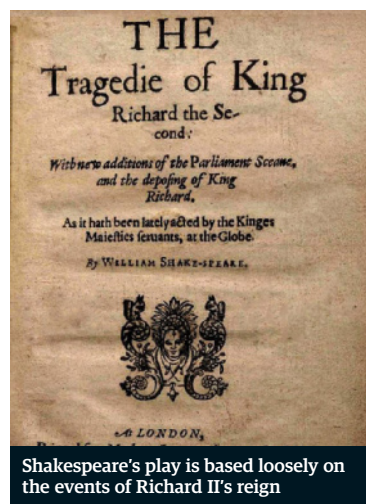 THE
Tragedie of King
Richard the Se-
cond:
With new additions of the Parliament Sceane,
and the deposing of King
Richard,
As it hath been lately acted by the Kinges
Maiesties seruants, at the Globe.
By WILLIAM SHAKE-SPEARE.
At LONDON,
Shakespeare's play is based loosely on
the events of Richard II's reign